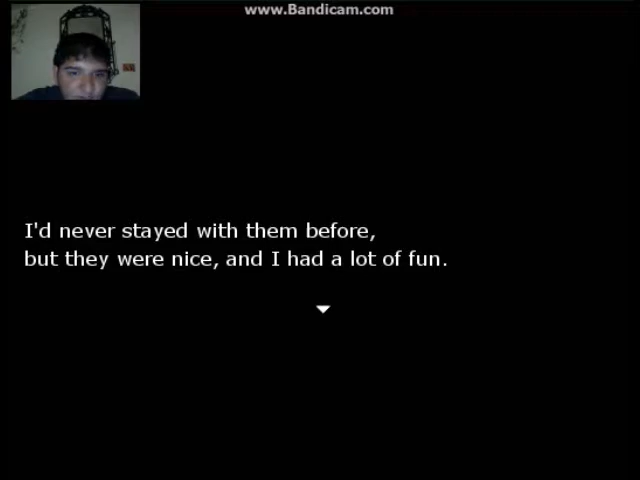 www.Bandicam.com
I'd never stayed with them before,
but they were nice, and I had a lot of fun.